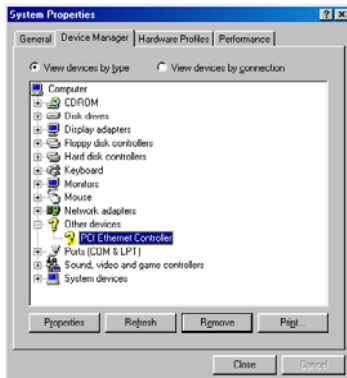 System Properties
General Device Manager Hardware Profiles Performance
View devices by type View devices by connection
Computer
CDROM
Disk drives
Display adapters
Floppy disk controllers
Hard disk controllers
Keyboard
Monitors
Mouse
Network adapters
Other devices
PCI Ethernet Controller
Ports (COM & LPT)
Sound, video and game controllers
System devices
Properties Refresh Remove Print...
Close Cancel